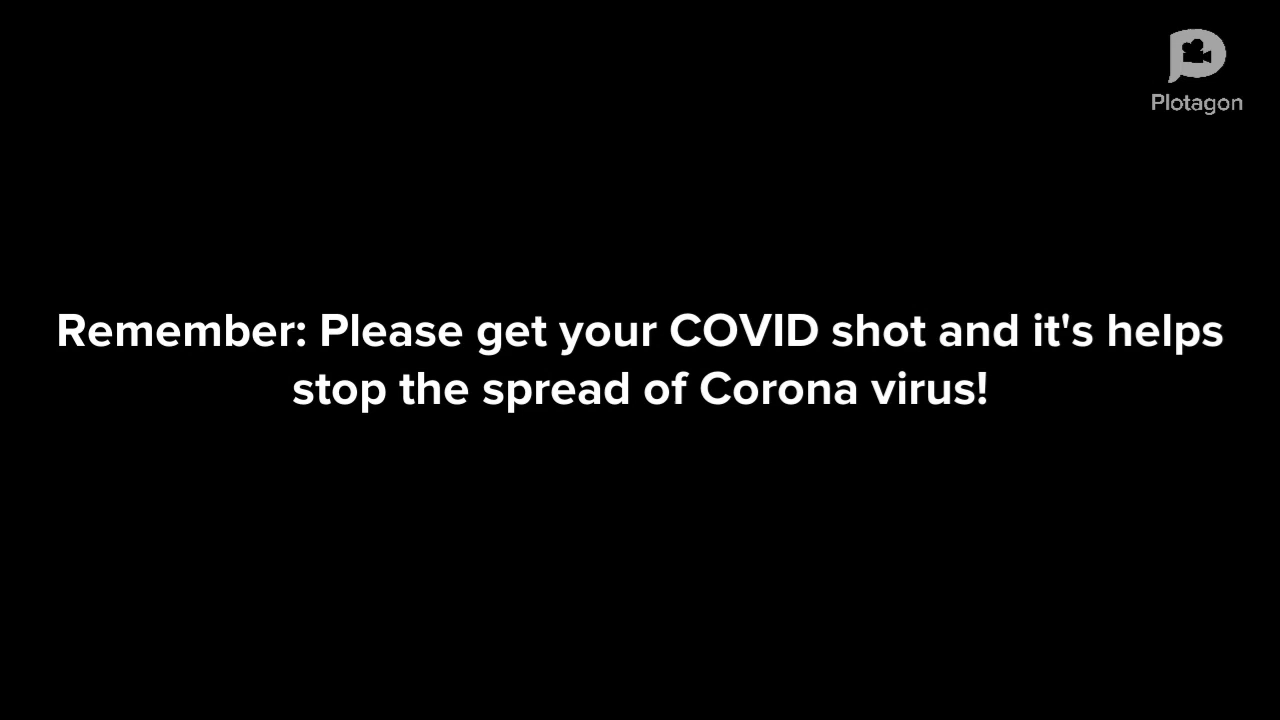 Plotagon
Remember: Please get your COVID shot and it's helps
stop the spread of Corona virus!